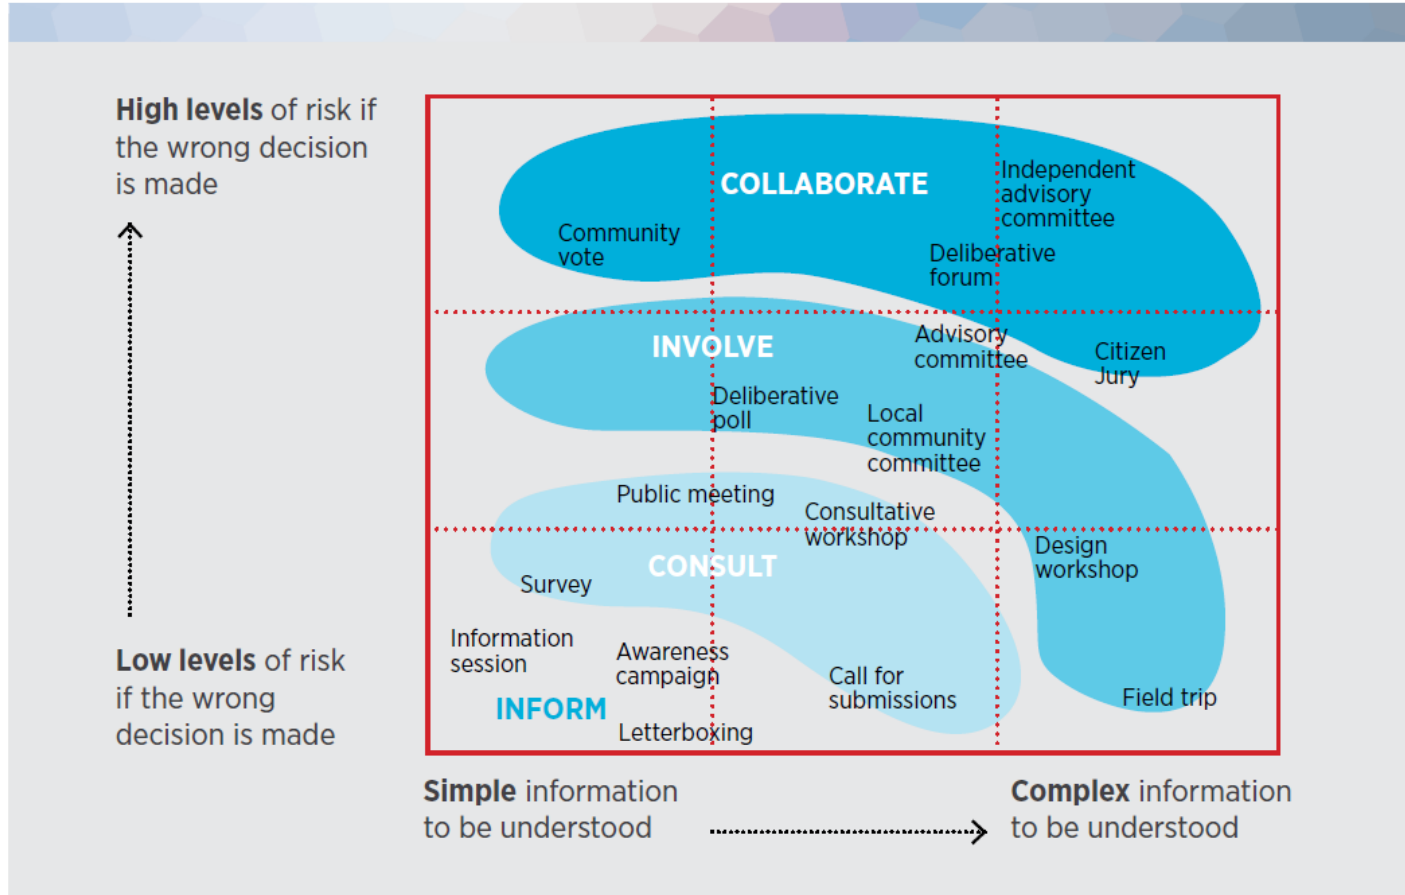 High levels of risk if
the wrong decision
is made
COLLABORATE
Independent
advisory
committee
Community
vote
Deliberative
forum
INVOLVE
Advisory
committee
Citizen
Jury
Deliberative
poll
Local
community
committee
Public meeting
Consultative
workshop
CONSULT
Design
workshop
Survey
Information
session
Awareness
campaign
Call for
submissions
Field trip
INFORM
Letterboxing
Low levels of risk
if the wrong
decision is made
Simple information
to be understood
Complex information
to be understood